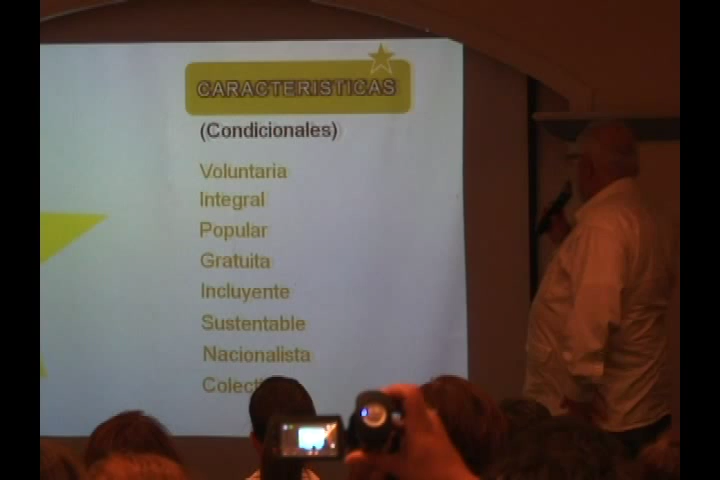 CARACTERISTICAS
(Condicionales)
Voluntaria
Integral
Popular
Gratuita
Incluyente
Sustentable
Nacionalista